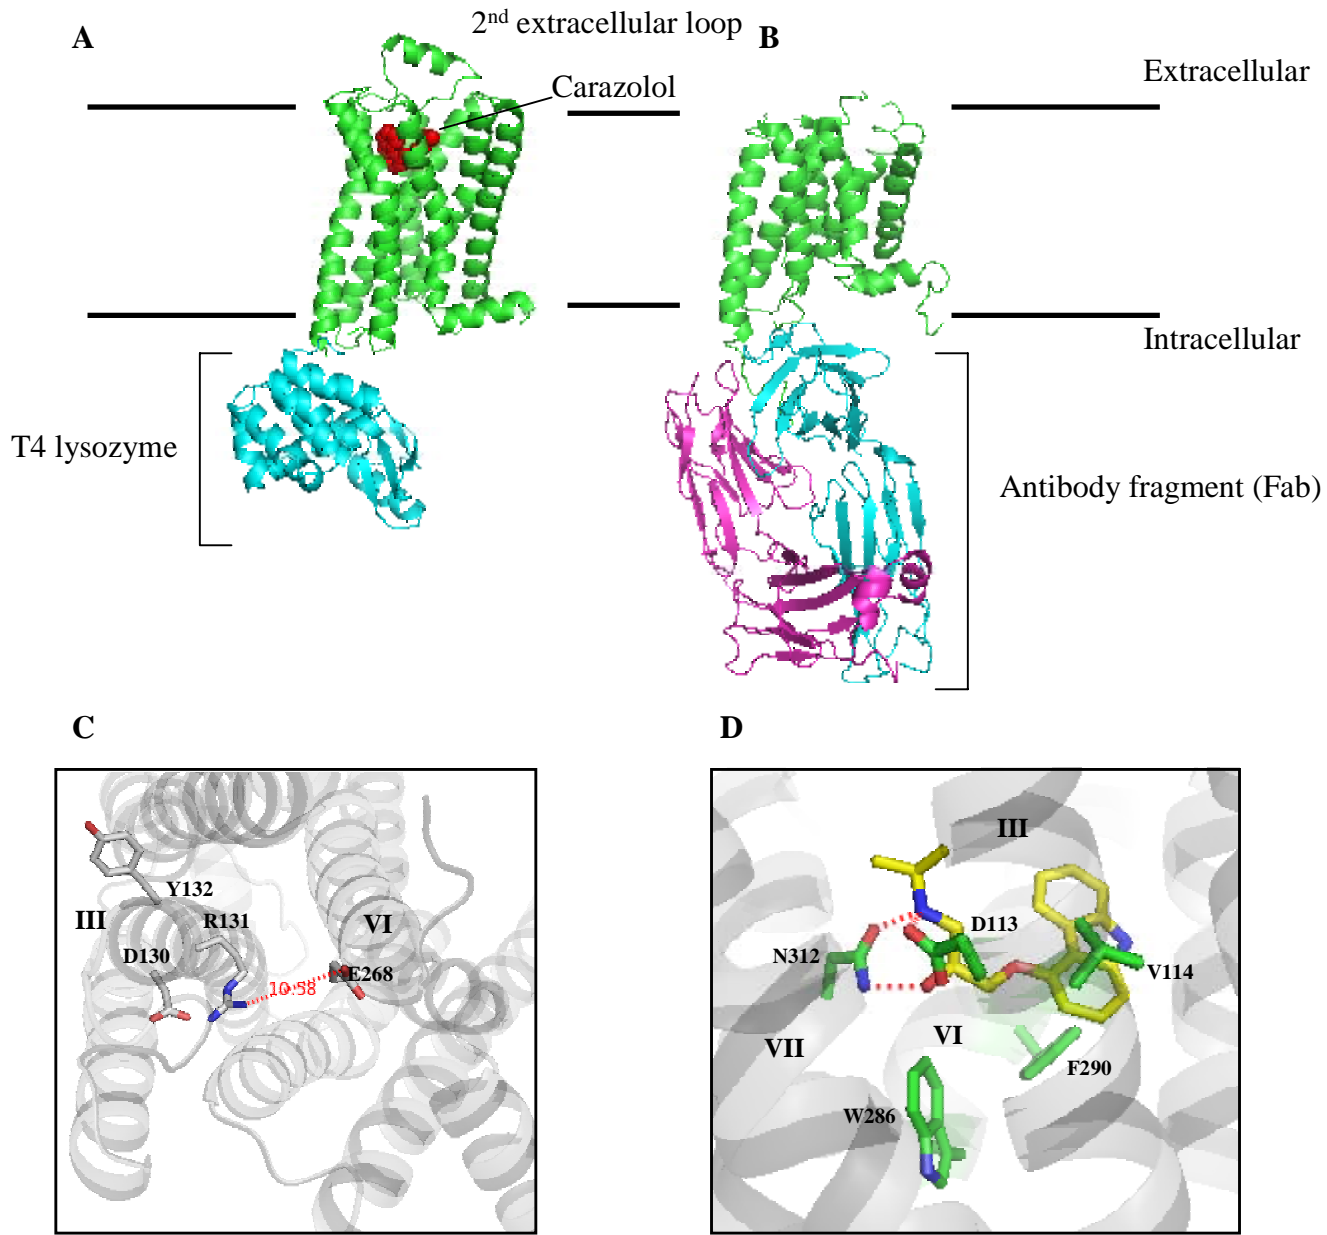 A
2nd extracellular loop
B
Carazolol
Extracellular
Intracellular
T4 lysozyme
Antibody fragment (Fab)
C
Y132
III
R131
VI
D130
E268
10.58
D
III
D113
N312
V114
VI
VII
F290
W286